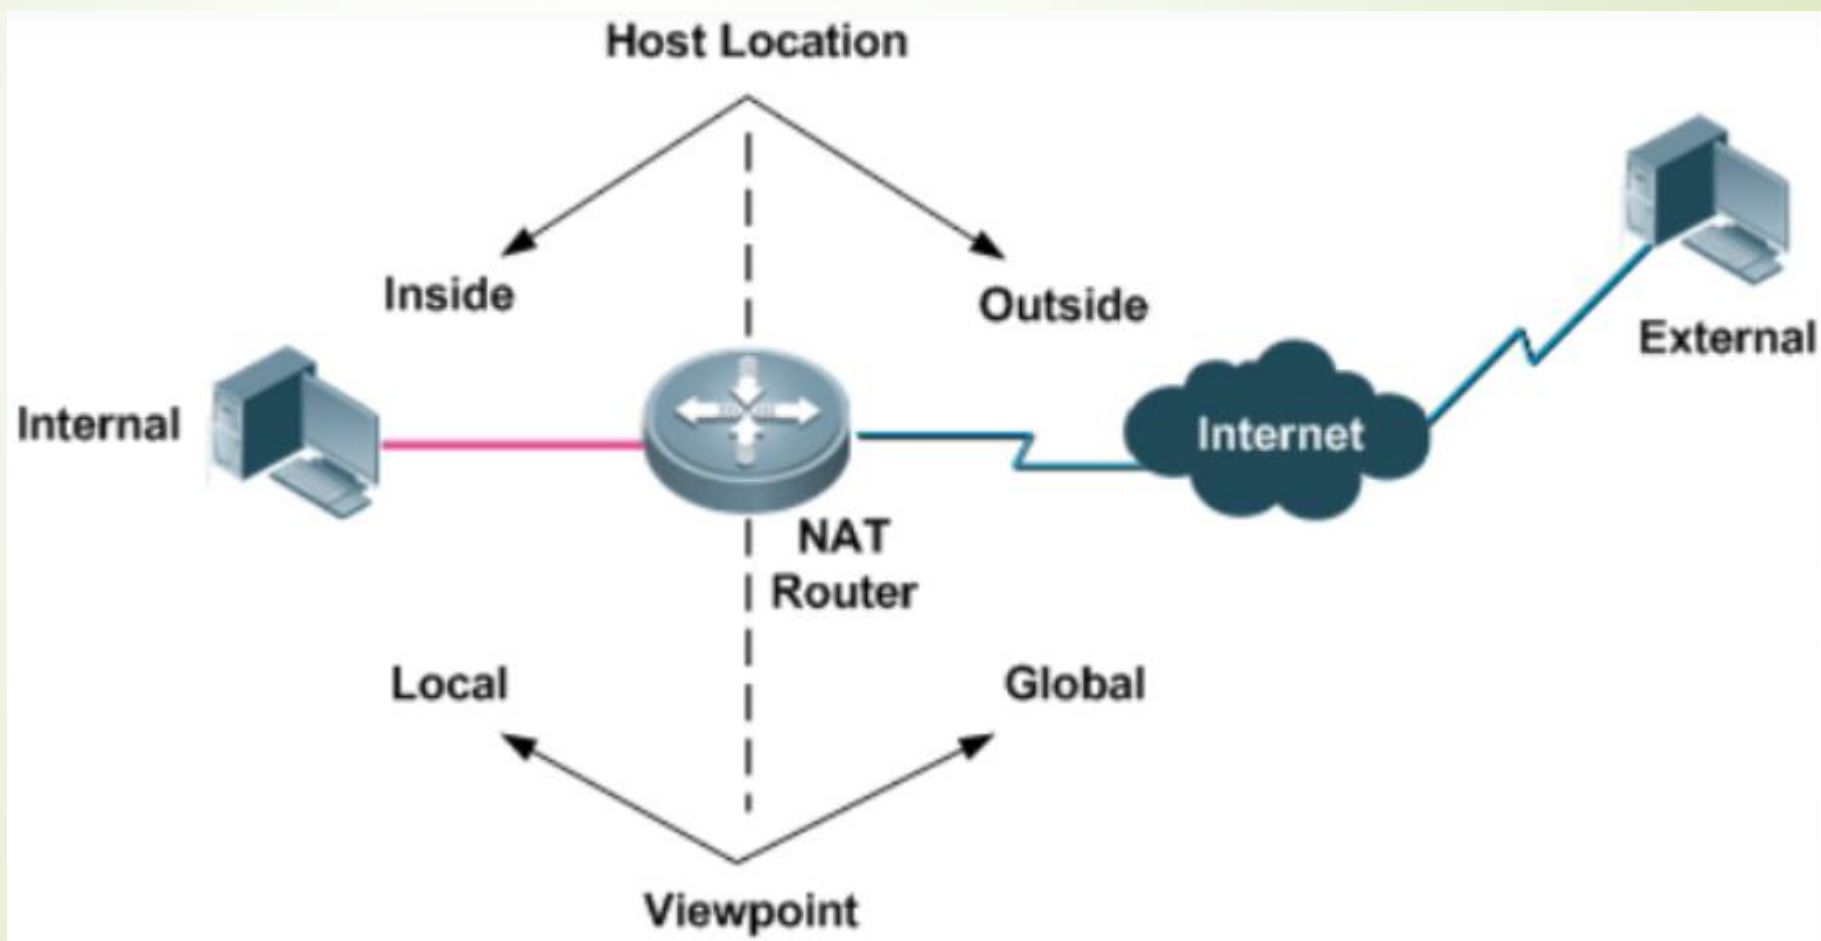 Host Location
Inside
Outside
External
Internal
Internet
NAT
Router
Local
Global
Viewpoint